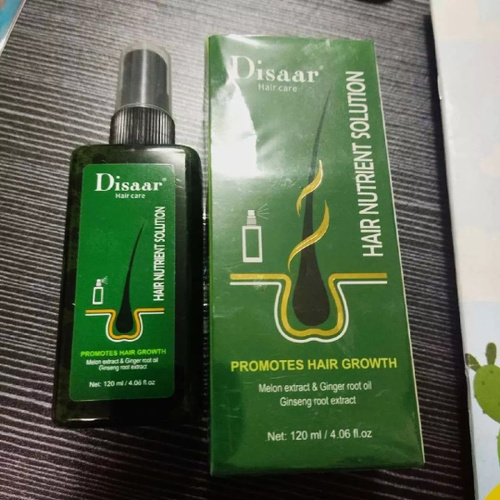 Disaar®
Hair care
HAIR NUTRIENT SOLUTION
PROMOTES HAIR GROWTH
Melon extract & Ginger root oil
Ginseng root extract
Net: 120 ml / 4.06 fl.oz
Disaar®
Hair care
HAIR NUTRIENT SOLUTION
PROMOTES HAIR GROWTH
Melon extract & Ginger root oil
Ginseng root extract
Net: 120 ml / 4.06 fl.oz